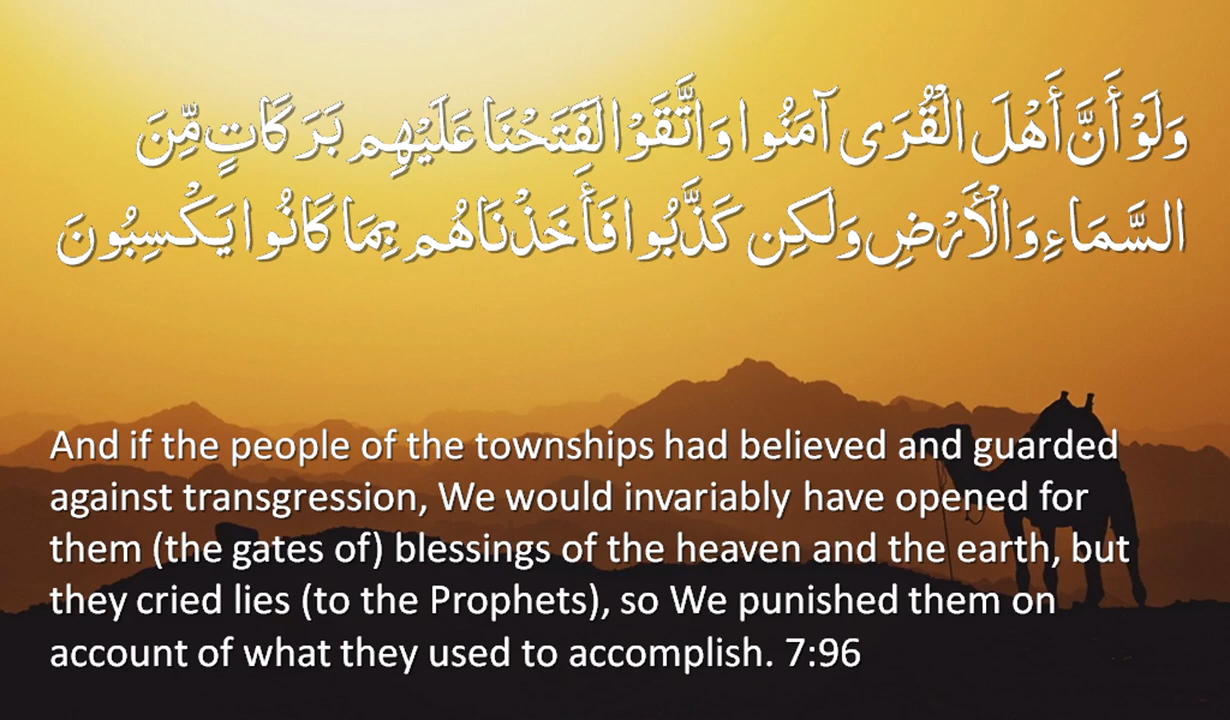 وَلَوْ أَنَّ أَهْلَ الْقُرَى آمَنُوا وَاتَّقَوْا لَفَتَحْنَا عَلَيْهِم بَرَكَاتٍ مِّنَ
السَّمَاءِ وَالْأَرْضِ وَلَكِن كَذَّبُوا فَأَخَذْنَاهُم بِمَا كَانُوا يَكْسِبُونَ
And if the people of the townships had believed and guarded
against transgression, We would invariably have opened for
them (the gates of) blessings of the heaven and the earth, but
they cried lies (to the Prophets), so We punished them on
account of what they used to accomplish. 7:96